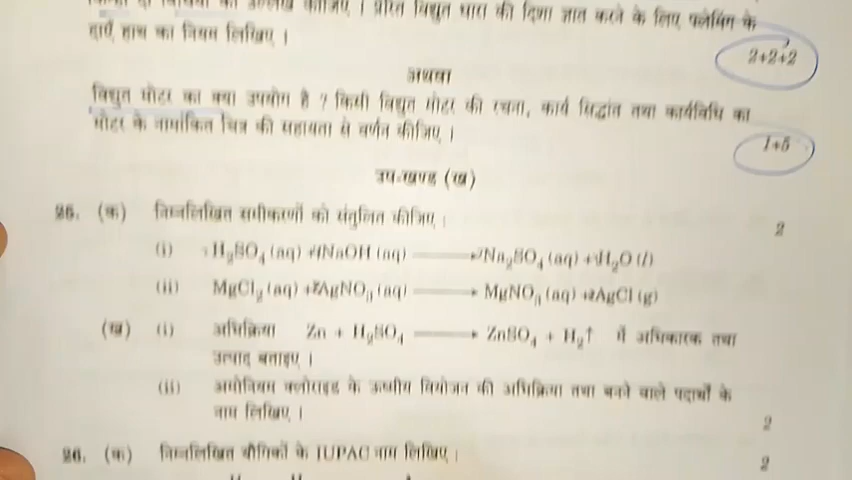 किन्हीं दो विधियों का उल्लेख कीजिए । प्रेरित विद्युत धारा की दिशा ज्ञात करने के लिए फ्लेमिंग के
दाएँ हाथ का नियम लिखिए ।
2+2+2
अथवा
विद्युत मोटर का क्या उपयोग है ? किसी विद्युत मोटर की रचना, कार्य सिद्धांत तथा कार्यविधि का
मोटर के नामांकित चित्र की सहायता से वर्णन कीजिए ।
1+5
उप-खण्ड (ख)
25. (क) निम्नलिखित समीकरणों को संतुलित कीजिए ।
2
(i) H₂SO₄ (aq) + NaOH (aq) ⟶ Na₂SO₄ (aq) + H₂O (l)
(ii) MgCl₂ (aq) + AgNO₃ (aq) ⟶ MgNO₃ (aq) + AgCl (g)
(ख) (i) अभिक्रिया Zn + H₂SO₄ ⟶ ZnSO₄ + H₂↑ में अभिकारक तथा
उत्पाद बताइए ।
(ii) अमोनियम क्लोराइड के ऊष्मीय वियोजन की अभिक्रिया तथा बनने वाले पदार्थों के
नाम लिखिए ।
2
26. (क) निम्नलिखित यौगिकों के IUPAC नाम लिखिए ।
2